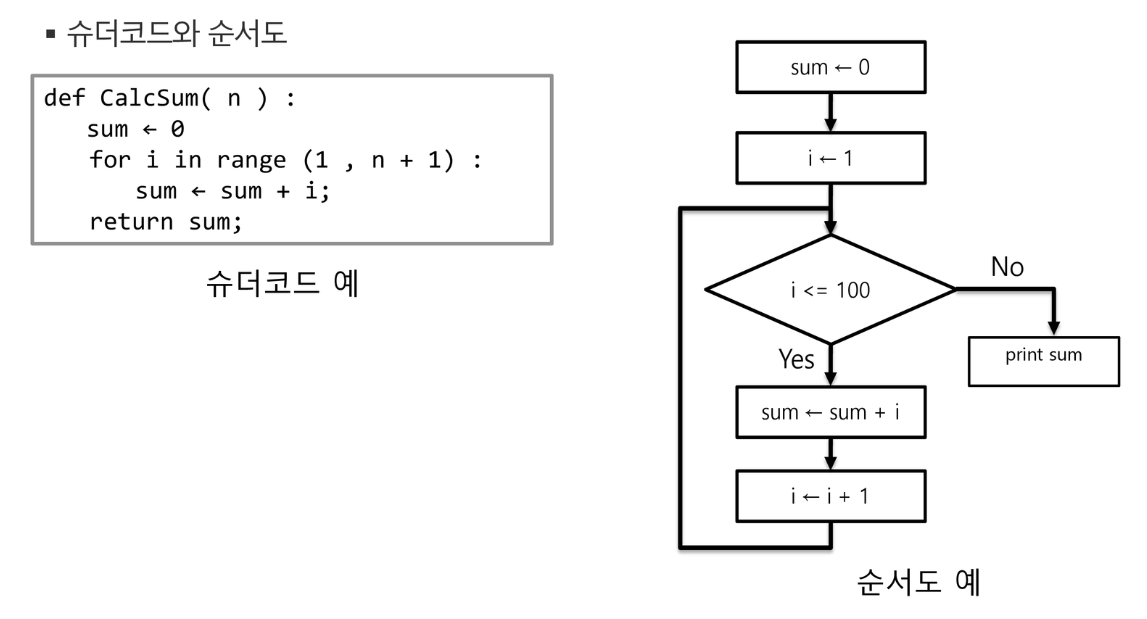 ▪ 슈더코드와 순서도
def CalcSum( n ) :
sum ← 0
for i in range (1 , n + 1) :
sum ← sum + i;
return sum;
슈더코드 예
sum ← 0
i ← 1
i <= 100
No
print sum
Yes
sum ← sum + i
i ← i + 1
순서도 예